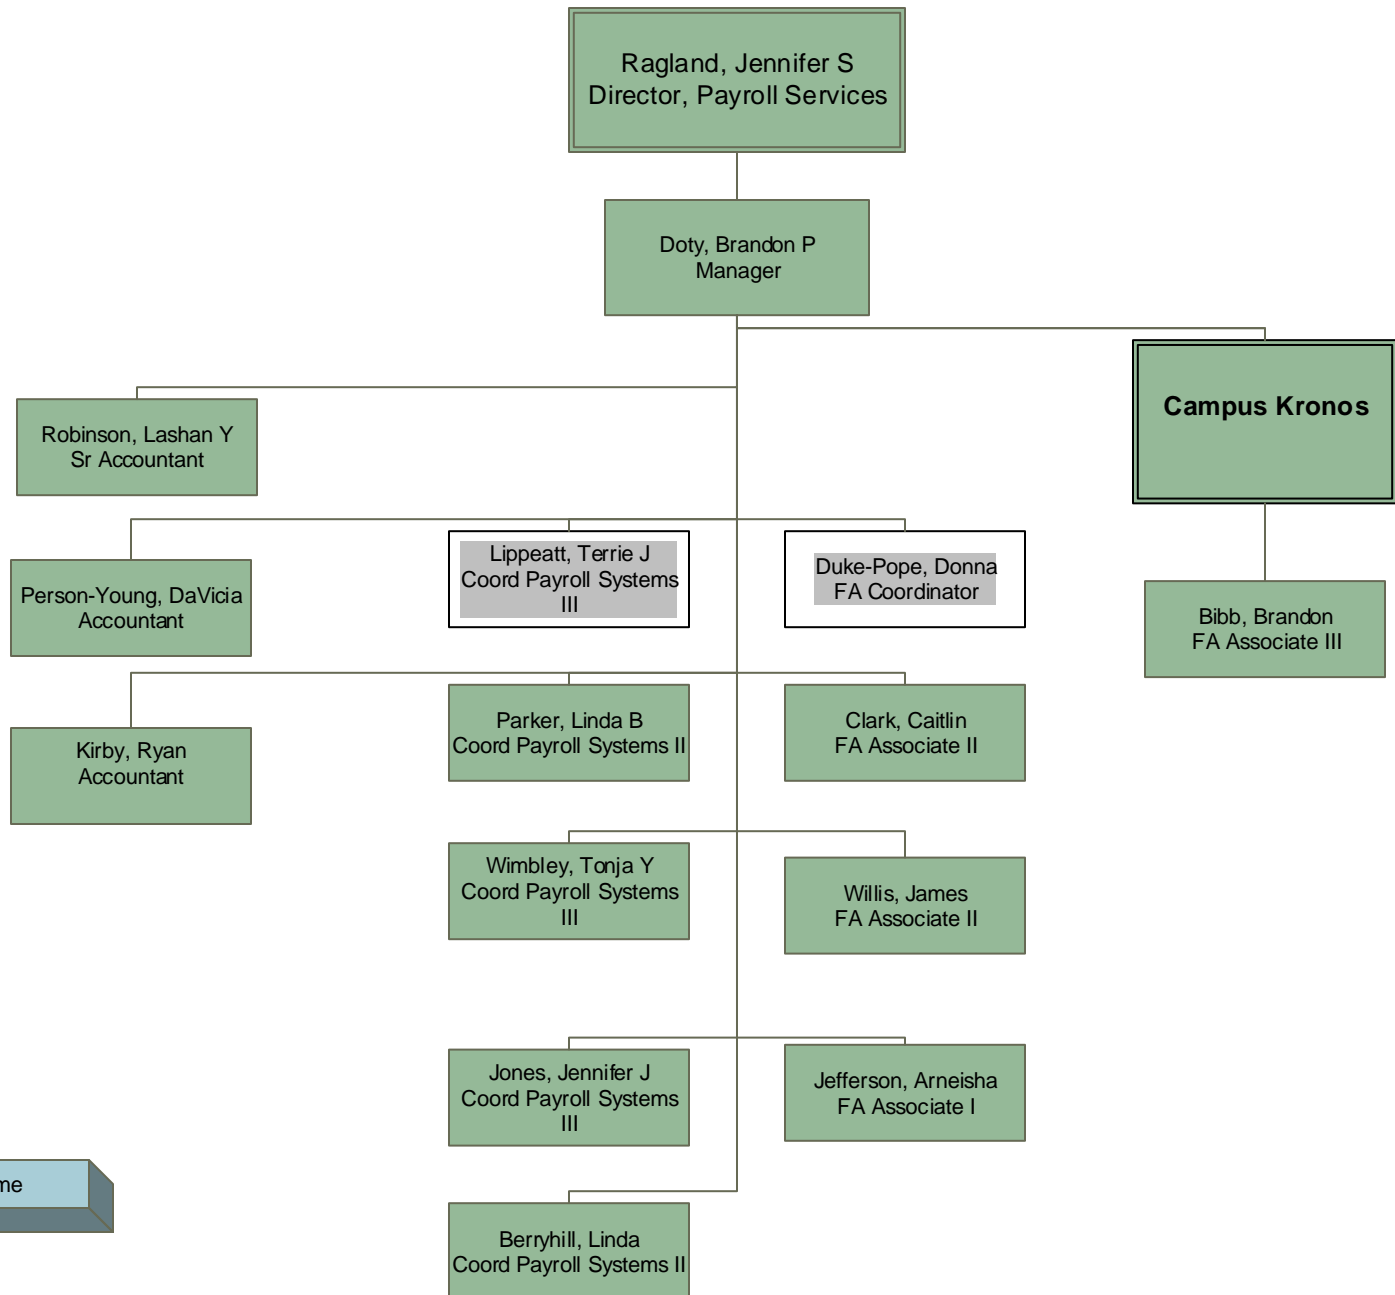 Ragland, Jennifer S
Director, Payroll Services
Doty, Brandon P
Manager
Campus Kronos
Robinson, Lashan Y
Sr Accountant
Person-Young, DaVicia
Accountant
Lippeatt, Terrie J
Coord Payroll Systems
III
Duke-Pope, Donna
FA Coordinator
Bibb, Brandon
FA Associate III
Kirby, Ryan
Accountant
Parker, Linda B
Coord Payroll Systems II
Clark, Caitlin
FA Associate II
Wimbley, Tonja Y
Coord Payroll Systems
III
Willis, James
FA Associate II
Jones, Jennifer J
Coord Payroll Systems
III
Jefferson, Arneisha
FA Associate I
me
Berryhill, Linda
Coord Payroll Systems II